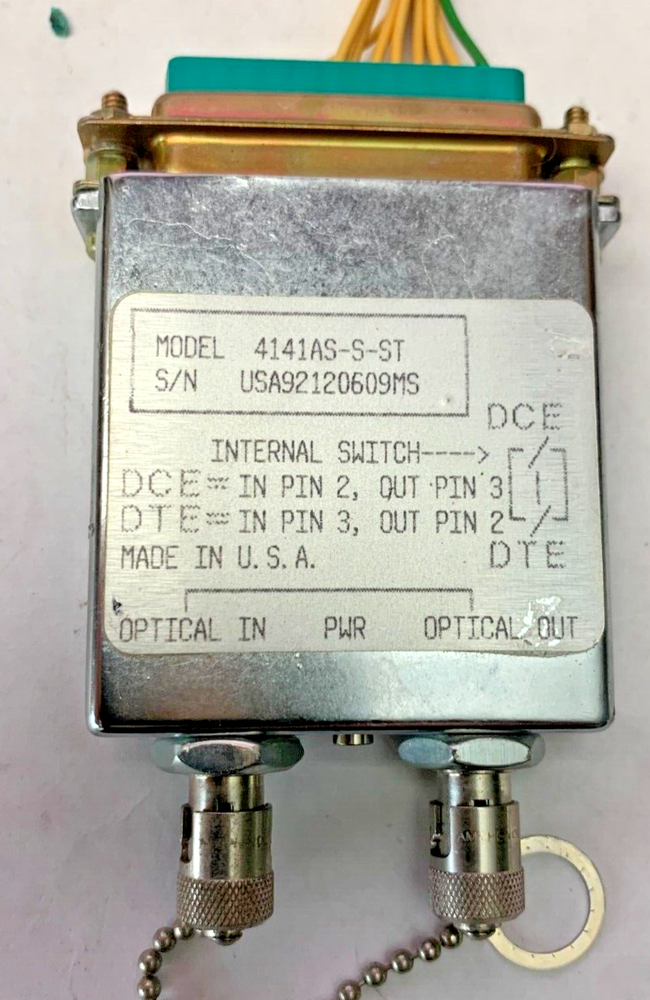 MODEL 4141AS-S-ST
S/N USA92120609MS
DCE
INTERNAL SWITCH---->
DCE= IN PIN 2, OUT PIN 3
DTE= IN PIN 3, OUT PIN 2
MADE IN U.S.A.
DTE
OPTICAL IN PWR OPTICAL OUT